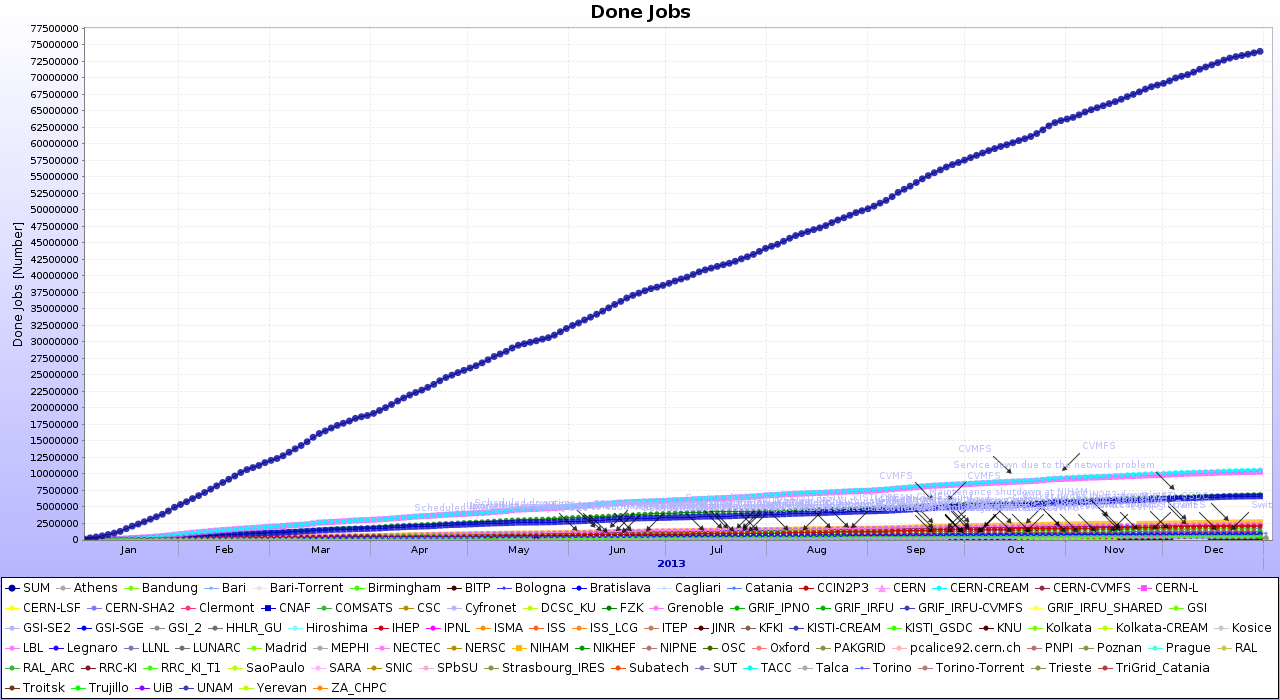 Done Jobs
77500000
75000000
72500000
70000000
67500000
65000000
62500000
60000000
57500000
55000000
52500000
50000000
47500000
45000000
42500000
40000000
37500000
35000000
32500000
30000000
27500000
25000000
22500000
20000000
17500000
15000000
12500000
10000000
7500000
5000000
2500000
0
Done Jobs [Number]
CVMFS
CVMFS
Service down due to the network problem
CVMFS CVMFS
Jan Feb Mar Apr May Jun Jul Aug Sep Oct Nov Dec
2013
SUM Athens Bandung Bari Bari-Torrent Birmingham BITP Bologna Bratislava Cagliari Catania CCIN2P3 CERN CERN-CREAM CERN-CVMFS CERN-L
CERN-LSF CERN-SHA2 Clermont CNAF COMSATS CSC Cyfronet DCSC_KU FZK Grenoble GRIF_IPNO GRIF_IRFU GRIF_IRFU-CVMFS GRIF_IRFU_SHARED GSI
GSI-SE2 GSI-SGE GSI_2 HHLR_GU Hiroshima IHEP IPNL ISMA ISS ISS_LCG ITEP JINR KFKI KISTI-CREAM KISTI_GSDC KNU Kolkata Kolkata-CREAM Kosice
LBL Legnaro LLNL LUNARC Madrid MEPHI NECTEC NERSC NIHAM NIKHEF NIPNE OSC Oxford PAKGRID pcalice92.cern.ch PNPI Poznan Prague RAL
RAL_ARC RRC-KI RRC_KI_T1 SaoPaulo SARA SNIC SPbSU Strasbourg_IRES Subatech SUT TACC Talca Torino Torino-Torrent Trieste TriGrid_Catania
Troitsk Trujillo UiB UNAM Yerevan ZA_CHPC